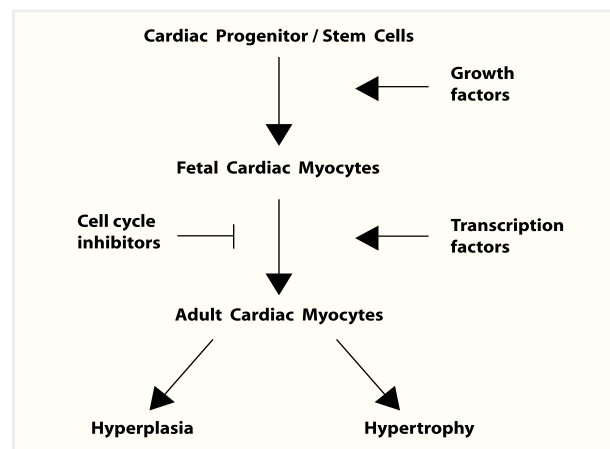 Cardiac Progenitor / Stem Cells
Growth
factors
Fetal Cardiac Myocytes
Cell cycle
inhibitors
Transcription
factors
Adult Cardiac Myocytes
Hyperplasia
Hypertrophy